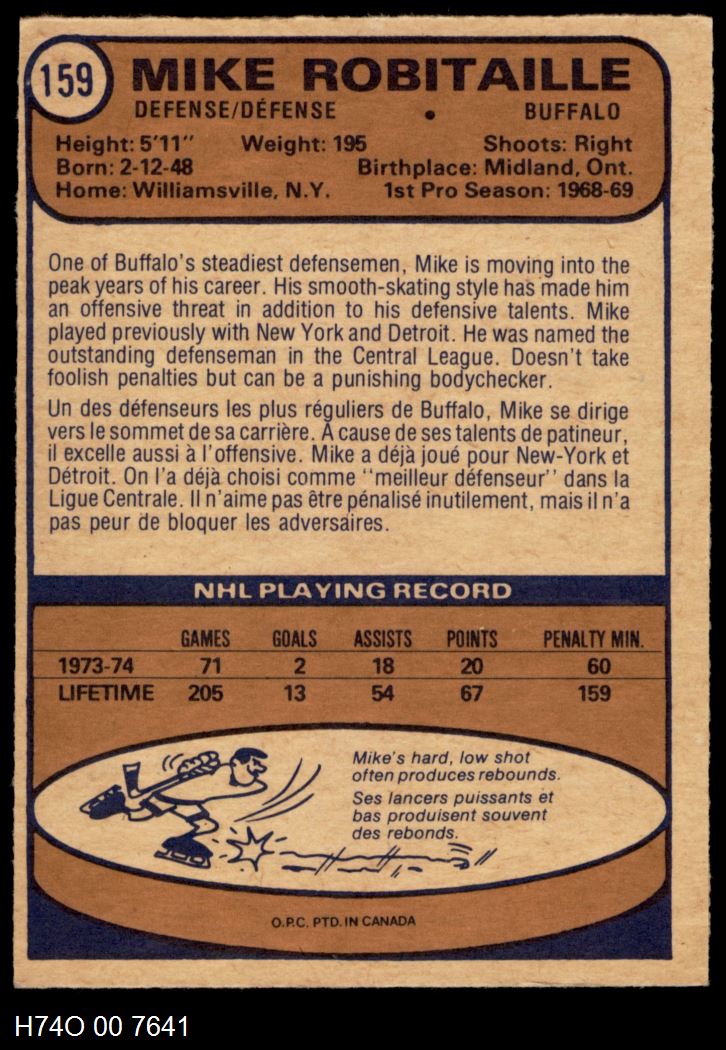 159
MIKE ROBITAILLE
DEFENSE/DÉFENSE • BUFFALO
Height: 5'11" Weight: 195 Shoots: Right
Born: 2-12-48 Birthplace: Midland, Ont.
Home: Williamsville, N.Y. 1st Pro Season: 1968-69
One of Buffalo's steadiest defensemen, Mike is moving into the
peak years of his career. His smooth-skating style has made him
an offensive threat in addition to his defensive talents. Mike
played previously with New York and Detroit. He was named the
outstanding defenseman in the Central League. Doesn't take
foolish penalties but can be a punishing bodychecker.
Un des défenseurs les plus réguliers de Buffalo, Mike se dirige
vers le sommet de sa carrière. À cause de ses talents de patineur,
il excelle aussi à l'offensive. Mike a déjà joué pour New-York et
Détroit. On l'a déjà choisi comme "meilleur défenseur" dans la
Ligue Centrale. Il n'aime pas être pénalisé inutilement, mais il n'a
pas peur de bloquer les adversaires.
NHL PLAYING RECORD
GAMES GOALS ASSISTS POINTS PENALTY MIN.
1973-74 71 2 18 20 60
LIFETIME 205 13 54 67 159
Mike's hard, low shot
often produces rebounds.
Ses lancers puissants et
bas produisent souvent
des rebonds.
O.P.C. PTD. IN CANADA
H74O 00 7641